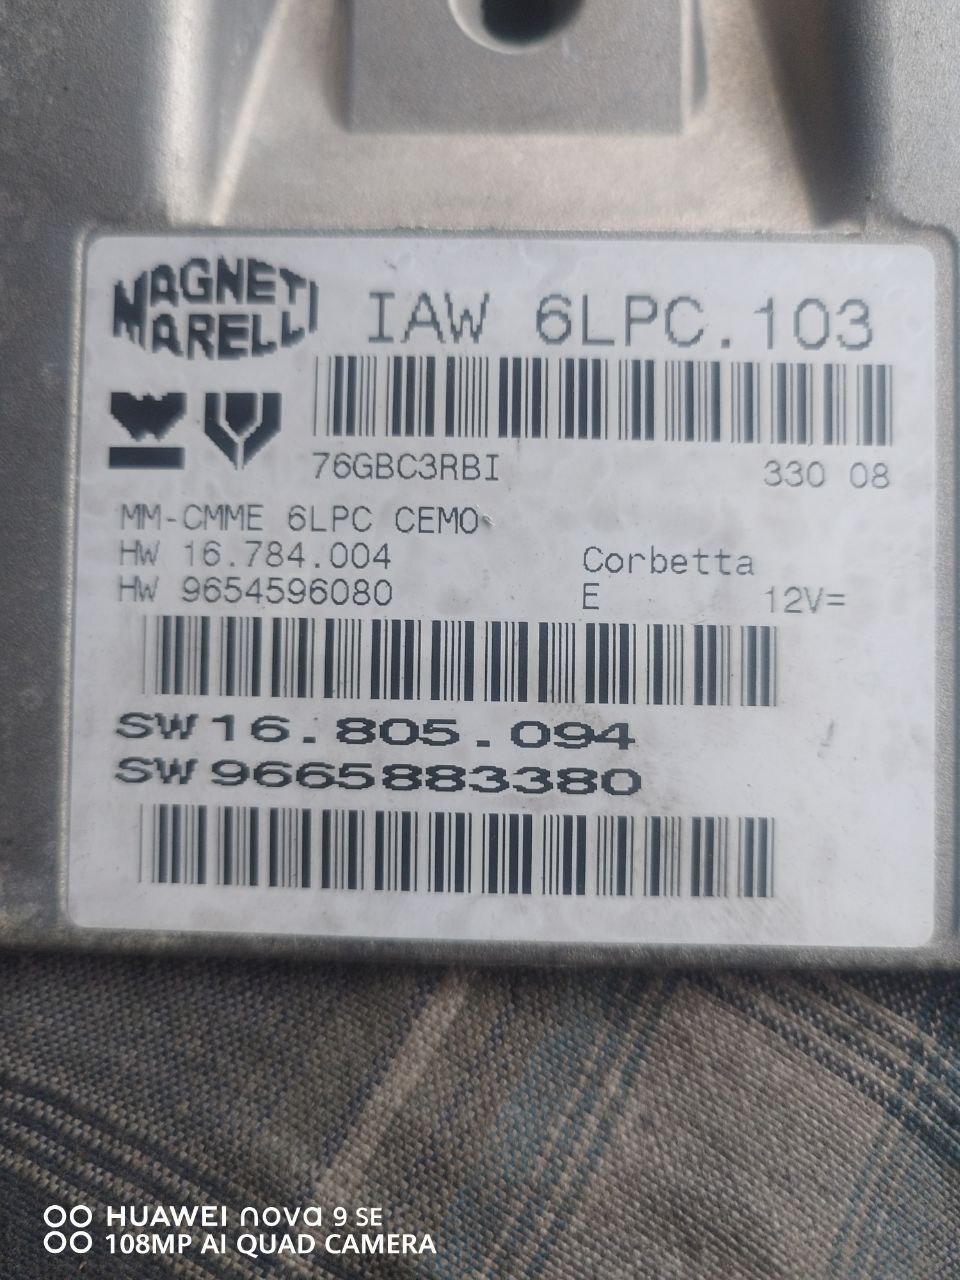 MAGNETI
MARELLI
IAW 6LPC.103
76GBC3RBI 330 08
MM-CMME 6LPC CEMO
HW 16.784.004 Corbetta
HW 9654596080 E 12V=
SW16.805.094
SW9665883380
HUAWEI nova 9 SE
108MP AI QUAD CAMERA